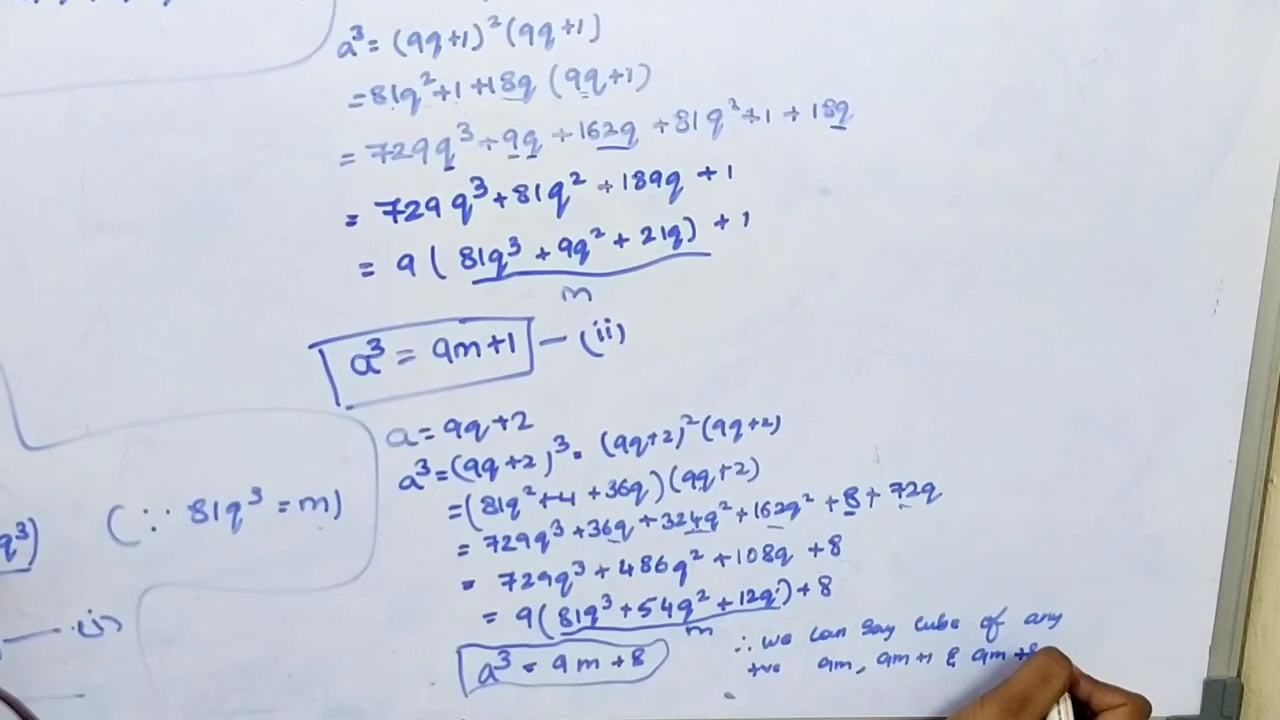 a³ = (9q+1)² (9q+1)
= 81q² + 1 + 18q (9q+1)
= 729q³ + 9q + 162q + 81q² + 1 + 18q
= 729q³ + 81q² + 189q + 1
= 9 ( 81q³ + 9q² + 21q) + 1
m
a³ = 9m+1 — (ii)
a = 9q+2
a³ = (9q+2)³ = (9q+2)² (9q+2)
= (81q² + 4 + 36q) (9q+2)
= 729q³ + 36q + 324q² + 162q² + 8 + 72q
= 729q³ + 486q² + 108q + 8
= 9 (81q³ + 54q² + 12q) + 8
m
a³ = 9m+8
∴ we can say cube of any
+ve 9m, 9m+1 & 9m+8
(∵ 81q³ = m)
q³)